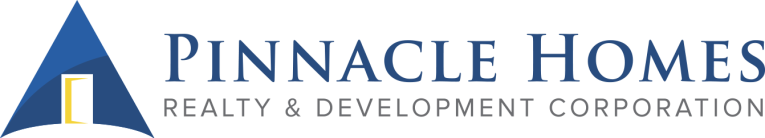 PINNACLE HOMES
REALTY & DEVELOPMENT CORPORATION